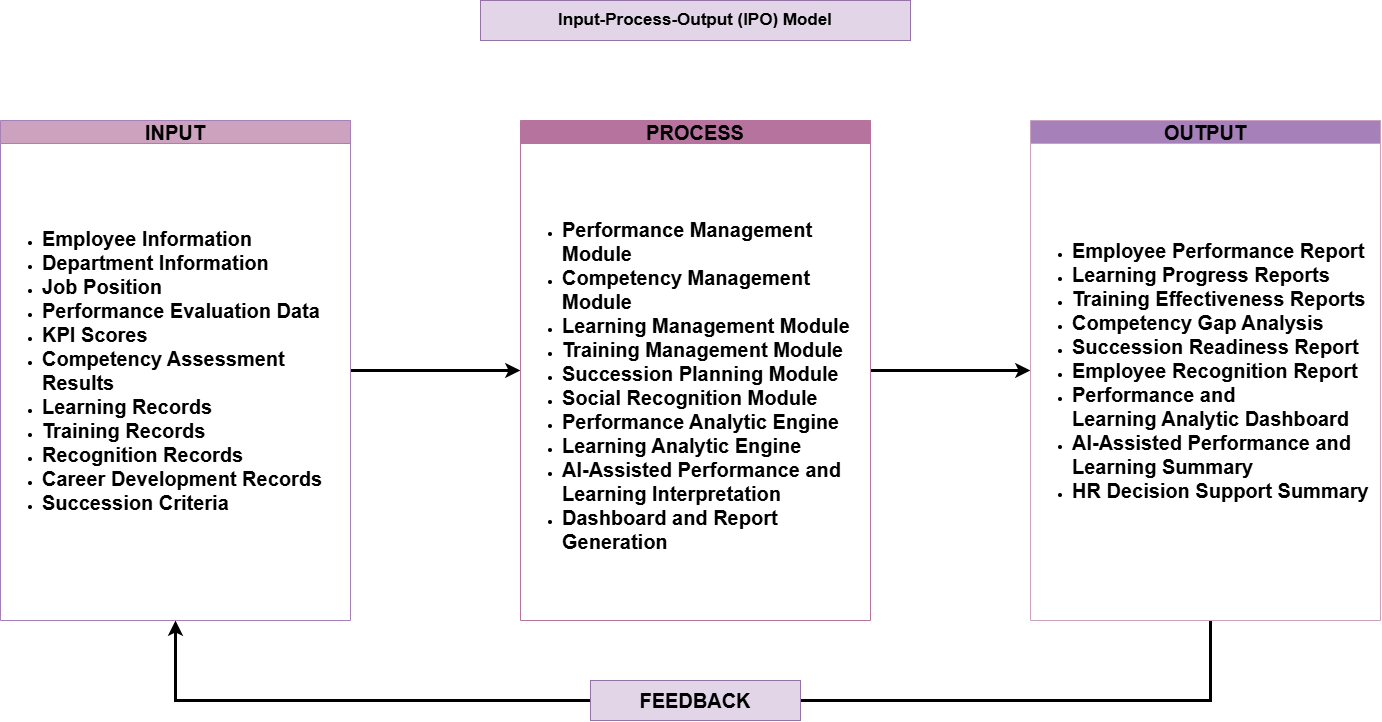 Input-Process-Output (IPO) Model
INPUT
Employee Information
Department Information
Job Position
Performance Evaluation Data
KPI Scores
Competency Assessment
Results
Learning Records
Training Records
Recognition Records
Career Development Records
Succession Criteria
PROCESS
Performance Management
Module
Competency Management
Module
Learning Management Module
Training Management Module
Succession Planning Module
Social Recognition Module
Performance Analytic Engine
Learning Analytic Engine
AI-Assisted Performance and
Learning Interpretation
Dashboard and Report
Generation
OUTPUT
Employee Performance Report
Learning Progress Reports
Training Effectiveness Reports
Competency Gap Analysis
Succession Readiness Report
Employee Recognition Report
Performance and
Learning Analytic Dashboard
AI-Assisted Performance and
Learning Summary
HR Decision Support Summary
FEEDBACK